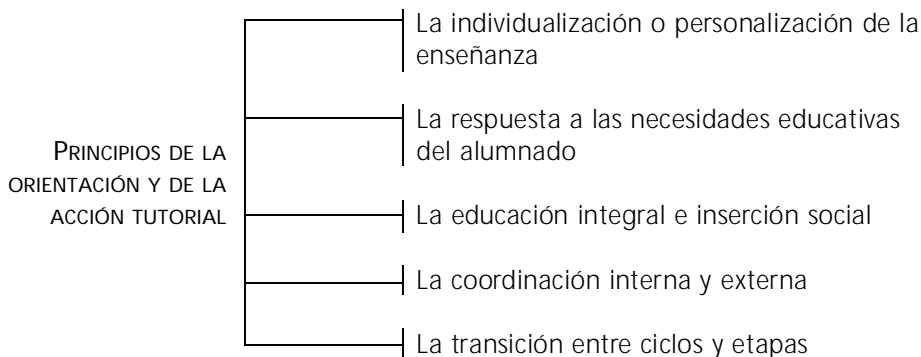 PRINCIPIOS DE LA
ORIENTACIÓN Y DE LA
ACCIÓN TUTORIAL
La individualización o personalización de la
enseñanza
La respuesta a las necesidades educativas
del alumnado
La educación integral e inserción social
La coordinación interna y externa
La transición entre ciclos y etapas